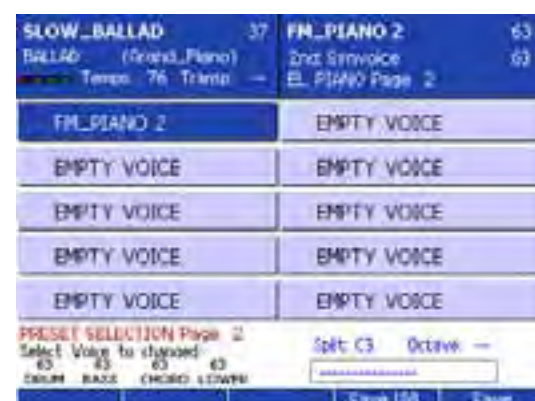 SLOW_BALLAD 37
BALLAD (Grand_Piano)
Tempo 76 Transp --
FM_PIANO 2 63
2nd Synvoice 63
EL. PIANO Page 2
FM_PIANO 2 EMPTY VOICE
EMPTY VOICE EMPTY VOICE
EMPTY VOICE EMPTY VOICE
EMPTY VOICE EMPTY VOICE
EMPTY VOICE EMPTY VOICE
PRESET SELECTION Page 2
Select Voice to changed
63 63 63 63
DRUM BASS CHORD LOWER
Split: C3 Octave: --
---------------
Save